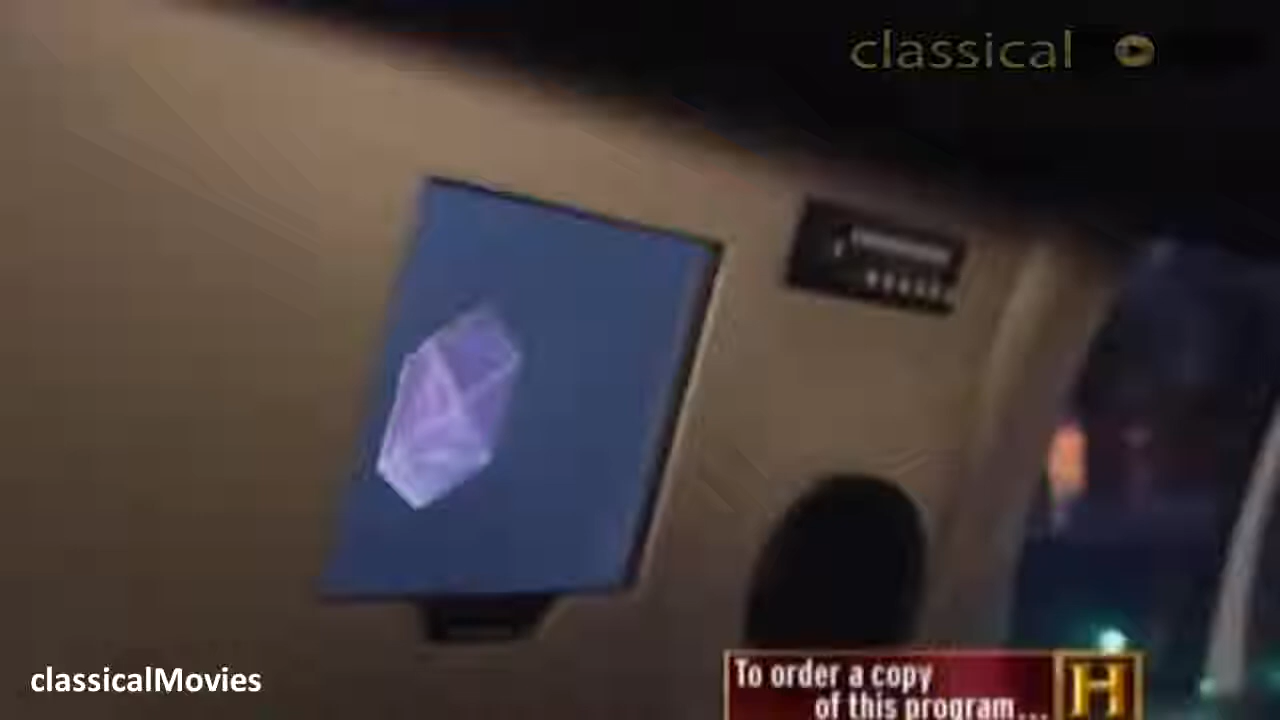 classical
classicalMovies
To order a copy
of this program...
H